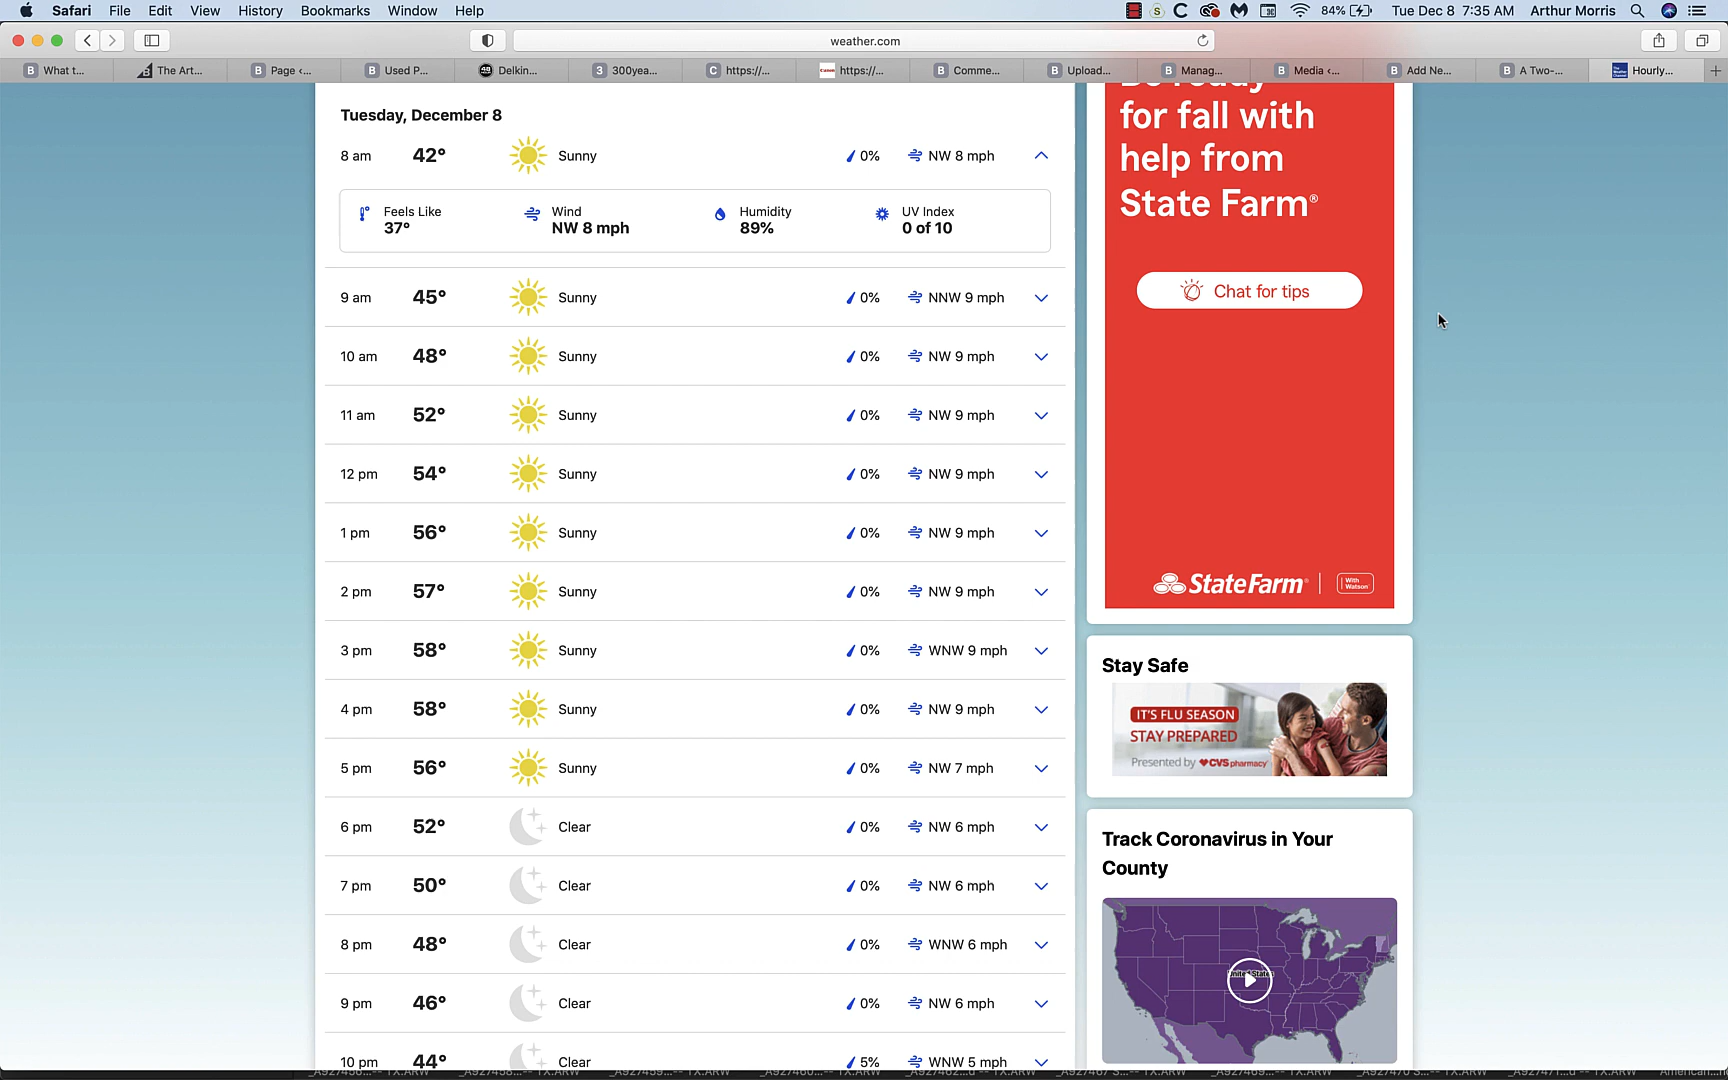 Safari File Edit View History Bookmarks Window Help
84% Tue Dec 8 7:35 AM Arthur Morris
weather.com
What t... The Art... Page ‹... Used P... Delkin... 300yea... https://... https://... Comme... Upload... Manag... Media ‹... Add Ne... A Two-... Hourly...
Tuesday, December 8
8 am 42° Sunny 0% NW 8 mph
Feels Like Wind Humidity UV Index
37° NW 8 mph 89% 0 of 10
9 am 45° Sunny 0% NNW 9 mph
10 am 48° Sunny 0% NW 9 mph
11 am 52° Sunny 0% NW 9 mph
12 pm 54° Sunny 0% NW 9 mph
1 pm 56° Sunny 0% NW 9 mph
2 pm 57° Sunny 0% NW 9 mph
3 pm 58° Sunny 0% WNW 9 mph
4 pm 58° Sunny 0% NW 9 mph
5 pm 56° Sunny 0% NW 7 mph
6 pm 52° Clear 0% NW 6 mph
7 pm 50° Clear 0% NW 6 mph
8 pm 48° Clear 0% WNW 6 mph
9 pm 46° Clear 0% NW 6 mph
10 pm 44° Clear 5% WNW 5 mph
Be ready
for fall with
help from
State Farm®
Chat for tips
StateFarm®
With
Watson
Stay Safe
IT'S FLU SEASON
STAY PREPARED
Presented by CVS pharmacy
Track Coronavirus in Your
County
United States